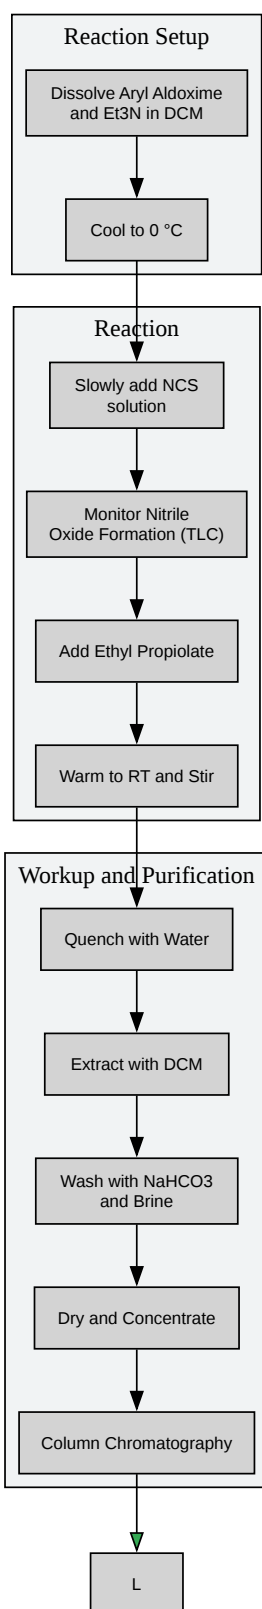 Reaction Setup
Dissolve Aryl Aldoxime
and Et3N in DCM
Cool to 0 °C
Reaction
Slowly add NCS
solution
Monitor Nitrile
Oxide Formation (TLC)
Add Ethyl Propiolate
Warm to RT and Stir
Workup and Purification
Quench with Water
Extract with DCM
Wash with NaHCO3
and Brine
Dry and Concentrate
Column Chromatography
L